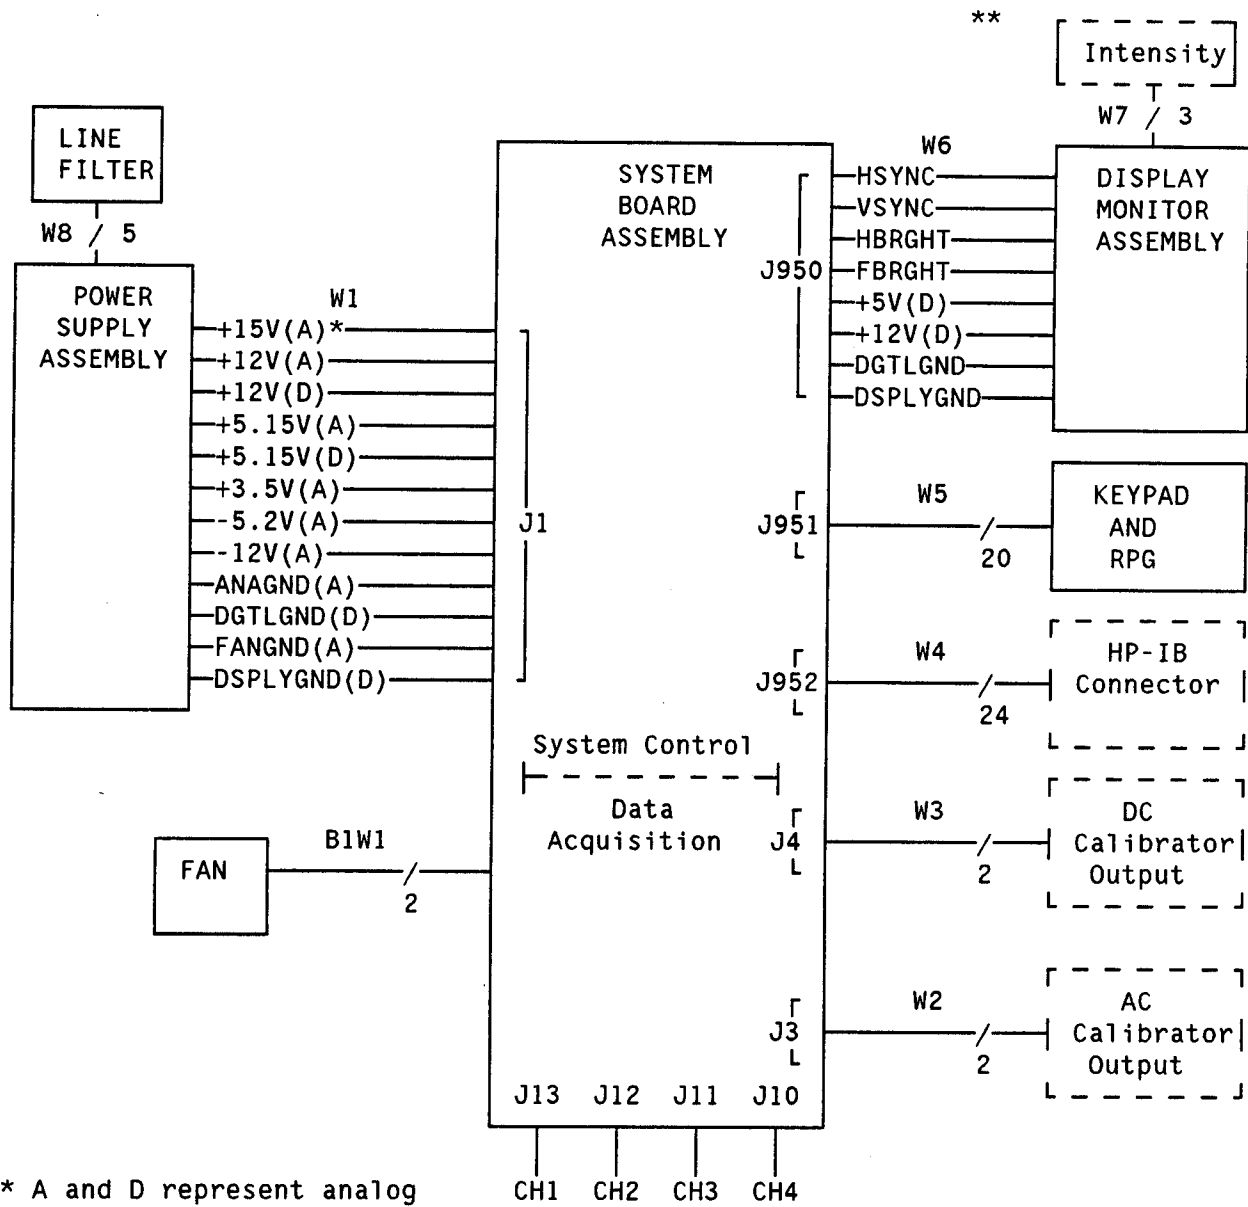 **
Intensity
W7 / 3
LINE
FILTER
W8 / 5
POWER
SUPPLY
ASSEMBLY
W1
+15V(A)*
+12V(A)
+12V(D)
+5.15V(A)
+5.15V(D)
+3.5V(A)
-5.2V(A)
-12V(A)
ANAGND(A)
DGTLGND(D)
FANGND(A)
DSPLYGND(D)
J1
SYSTEM
BOARD
ASSEMBLY
J950
W6
HSYNC
VSYNC
HBRGHT
FBRGHT
+5V(D)
+12V(D)
DGTLGND
DSPLYGND
DISPLAY
MONITOR
ASSEMBLY
J951
W5
20
KEYPAD
AND
RPG
J952
W4
24
HP-IB
Connector
System Control
Data
Acquisition
J4
W3
2
DC
Calibrator
Output
FAN
B1W1
2
J3
W2
2
AC
Calibrator
Output
J13 J12 J11 J10
CH1 CH2 CH3 CH4
* A and D represent analog